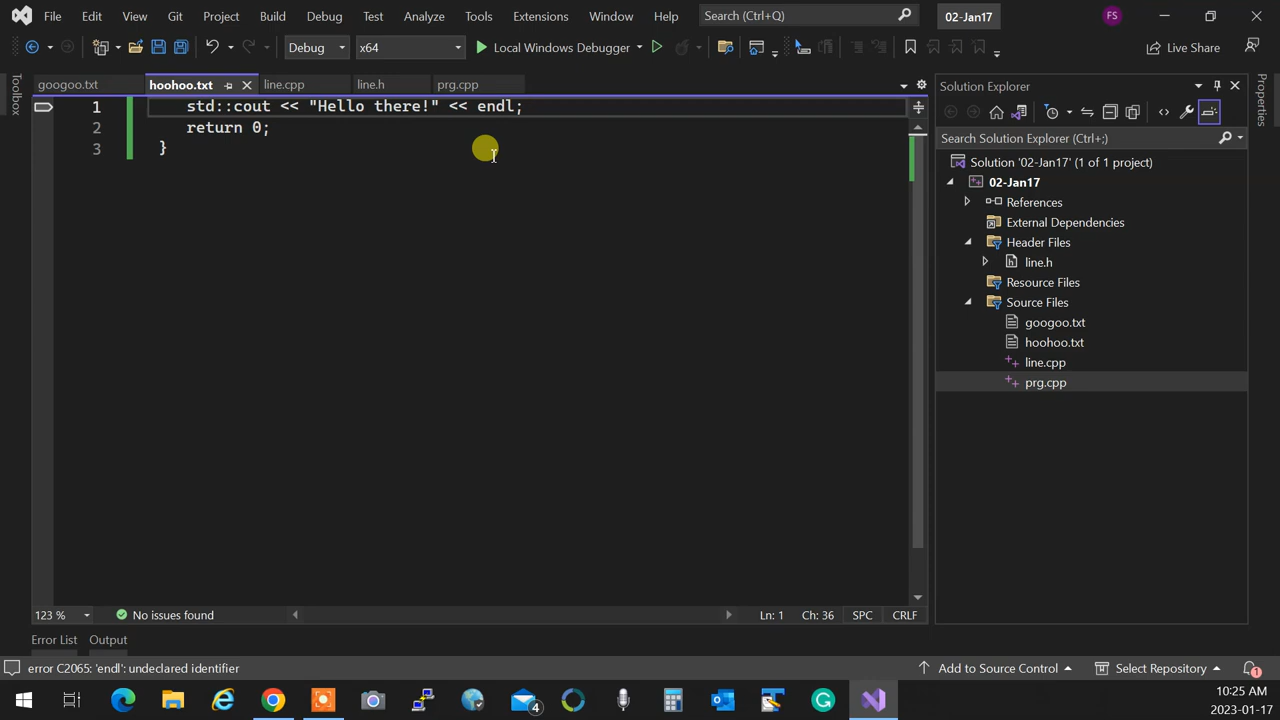 File Edit View Git Project Build Debug Test Analyze Tools Extensions Window Help Search (Ctrl+Q) 02-Jan17 FS
Debug x64 Local Windows Debugger Live Share
Toolbox
googoo.txt hoohoo.txt line.cpp line.h prg.cpp
1 std::cout << "Hello there!" << endl;
2 return 0;
3 }
123 % No issues found Ln: 1 Ch: 36 SPC CRLF
Error List Output
Solution Explorer
Search Solution Explorer (Ctrl+;)
Solution '02-Jan17' (1 of 1 project)
02-Jan17
References
External Dependencies
Header Files
line.h
Resource Files
Source Files
googoo.txt
hoohoo.txt
line.cpp
prg.cpp
Properties
error C2065: 'endl': undeclared identifier Add to Source Control Select Repository 1
4
10:25 AM
2023-01-17